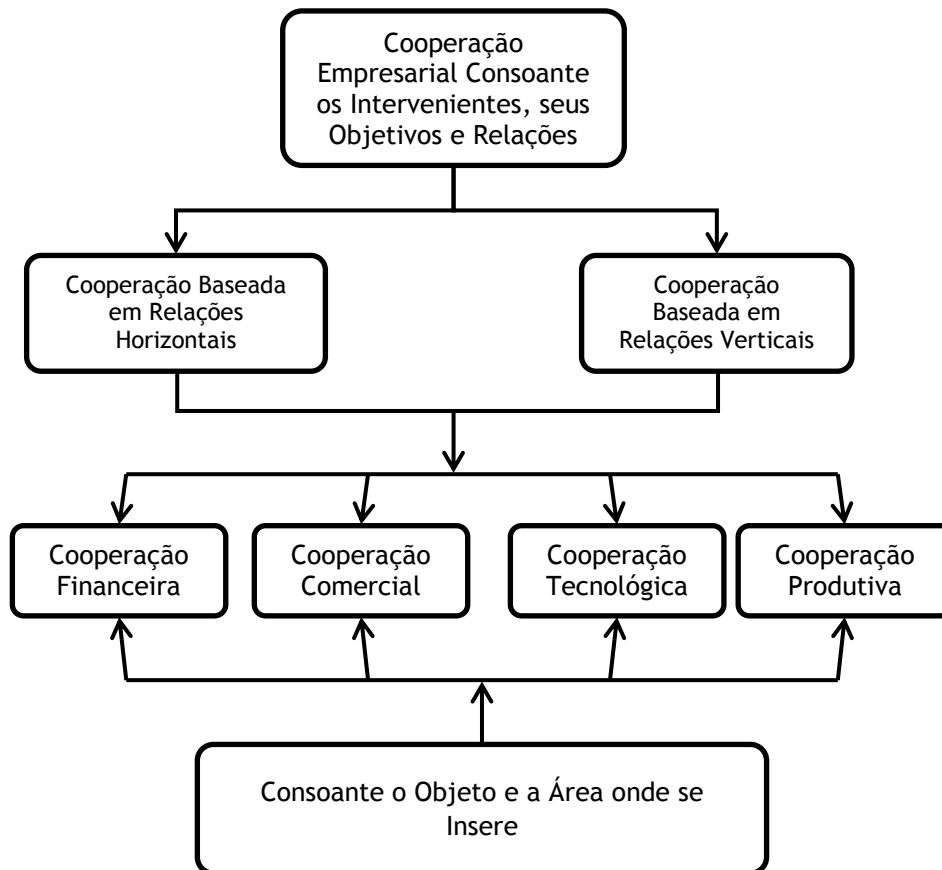 Cooperação
Empresarial Consoante
os Intervenientes, seus
Objetivos e Relações
Cooperação Baseada
em Relações
Horizontais
Cooperação
Baseada em
Relações Verticais
Cooperação
Financeira
Cooperação
Comercial
Cooperação
Tecnológica
Cooperação
Produtiva
Consoante o Objeto e a Área onde se
Insere